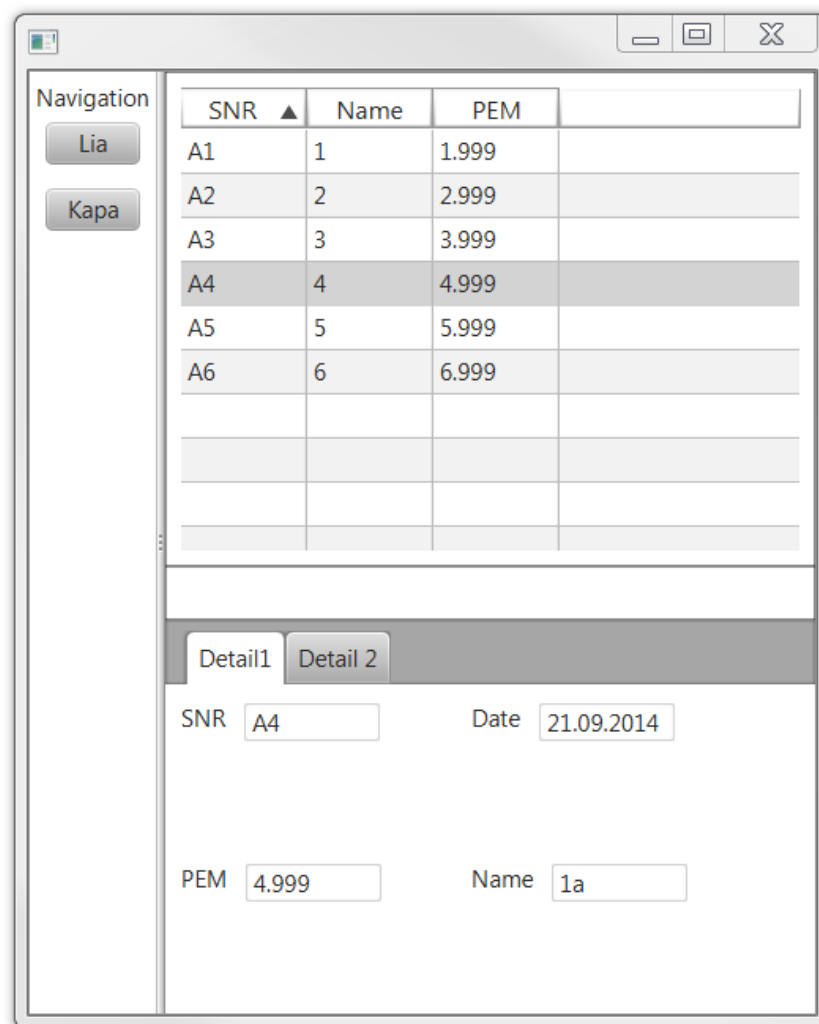 Navigation
Lia
Kapa
SNR ▲ Name PEM
A1 1 1.999
A2 2 2.999
A3 3 3.999
A4 4 4.999
A5 5 5.999
A6 6 6.999
Detail1 Detail 2
SNR A4 Date 21.09.2014
PEM 4.999 Name 1a